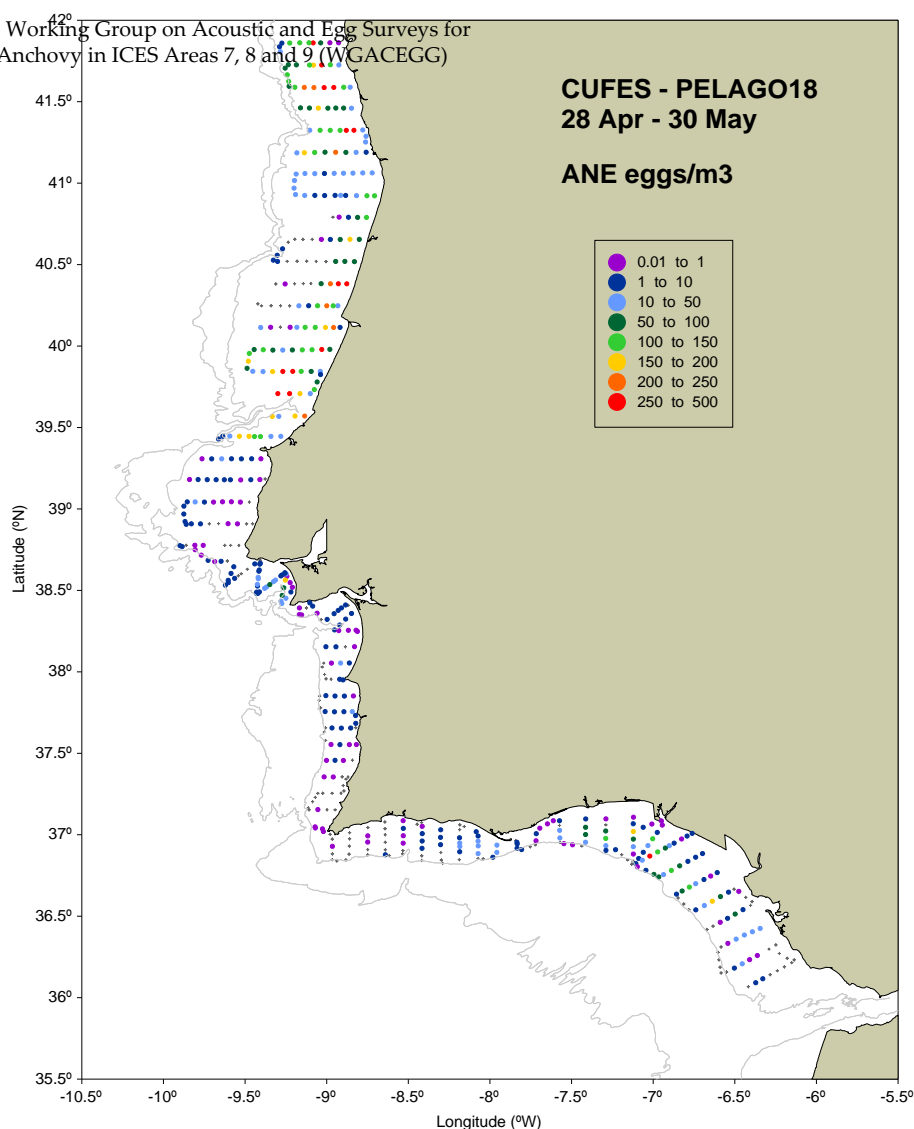 Working Group on Acoustic and Egg Surveys for
Anchovy in ICES Areas 7, 8 and 9 (WGACEGG)
CUFES - PELAGO18
28 Apr - 30 May
ANE eggs/m3
0.01 to 1
1 to 10
10 to 50
50 to 100
100 to 150
150 to 200
200 to 250
250 to 500
Latitude (ºN)
42º
41.5º
41º
40.5º
40º
39.5º
39º
38.5º
38º
37.5º
37º
36.5º
36º
35.5º
-10.5º -10º -9.5º -9º -8.5º -8º -7.5º -7º -6.5º -6º -5.5º
Longitude (ºW)